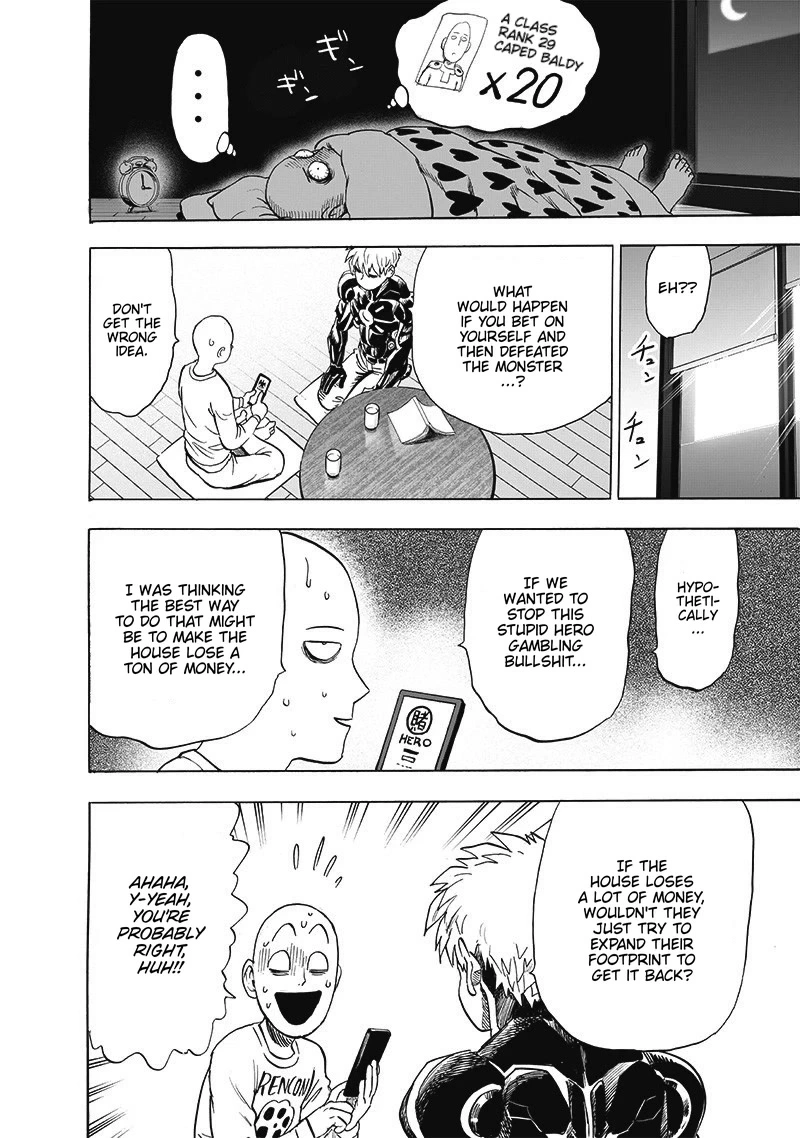 A CLASS
RANK 29
CAPED BALDY
x20
ギギ
ギギ
...
EH??
チュン
チュン
WHAT
WOULD HAPPEN
IF YOU BET ON
YOURSELF AND
THEN DEFEATED
THE MONSTER
...?
DON'T
GET THE
WRONG
IDEA.
HYPO-
THETI-
CALLY
...
IF WE
WANTED TO
STOP THIS
STUPID HERO
GAMBLING
BULLSHIT...
I WAS THINKING
THE BEST WAY
TO DO THAT MIGHT
BE TO MAKE THE
HOUSE LOSE A
TON OF MONEY...
賭
HERO
IF THE
HOUSE LOSES
A LOT OF MONEY,
WOULDN'T THEY
JUST TRY TO
EXPAND THEIR
FOOTPRINT TO
GET IT BACK?
AHAHA,
Y-YEAH,
YOU'RE
PROBABLY
RIGHT,
HUH!!
RENCON